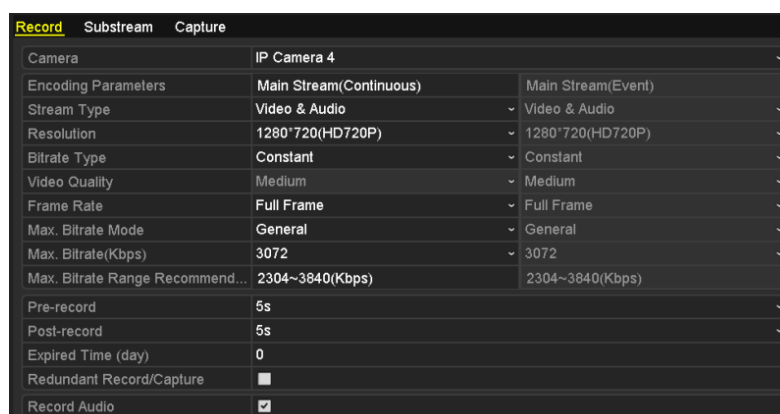 Record Substream Capture
Camera IP Camera 4
Encoding Parameters Main Stream(Continuous) Main Stream(Event)
Stream Type Video & Audio Video & Audio
Resolution 1280*720(HD720P) 1280*720(HD720P)
Bitrate Type Constant Constant
Video Quality Medium Medium
Frame Rate Full Frame Full Frame
Max. Bitrate Mode General General
Max. Bitrate(Kbps) 3072 3072
Max. Bitrate Range Recommend... 2304~3840(Kbps) 2304~3840(Kbps)
Pre-record 5s
Post-record 5s
Expired Time (day) 0
Redundant Record/Capture
Record Audio